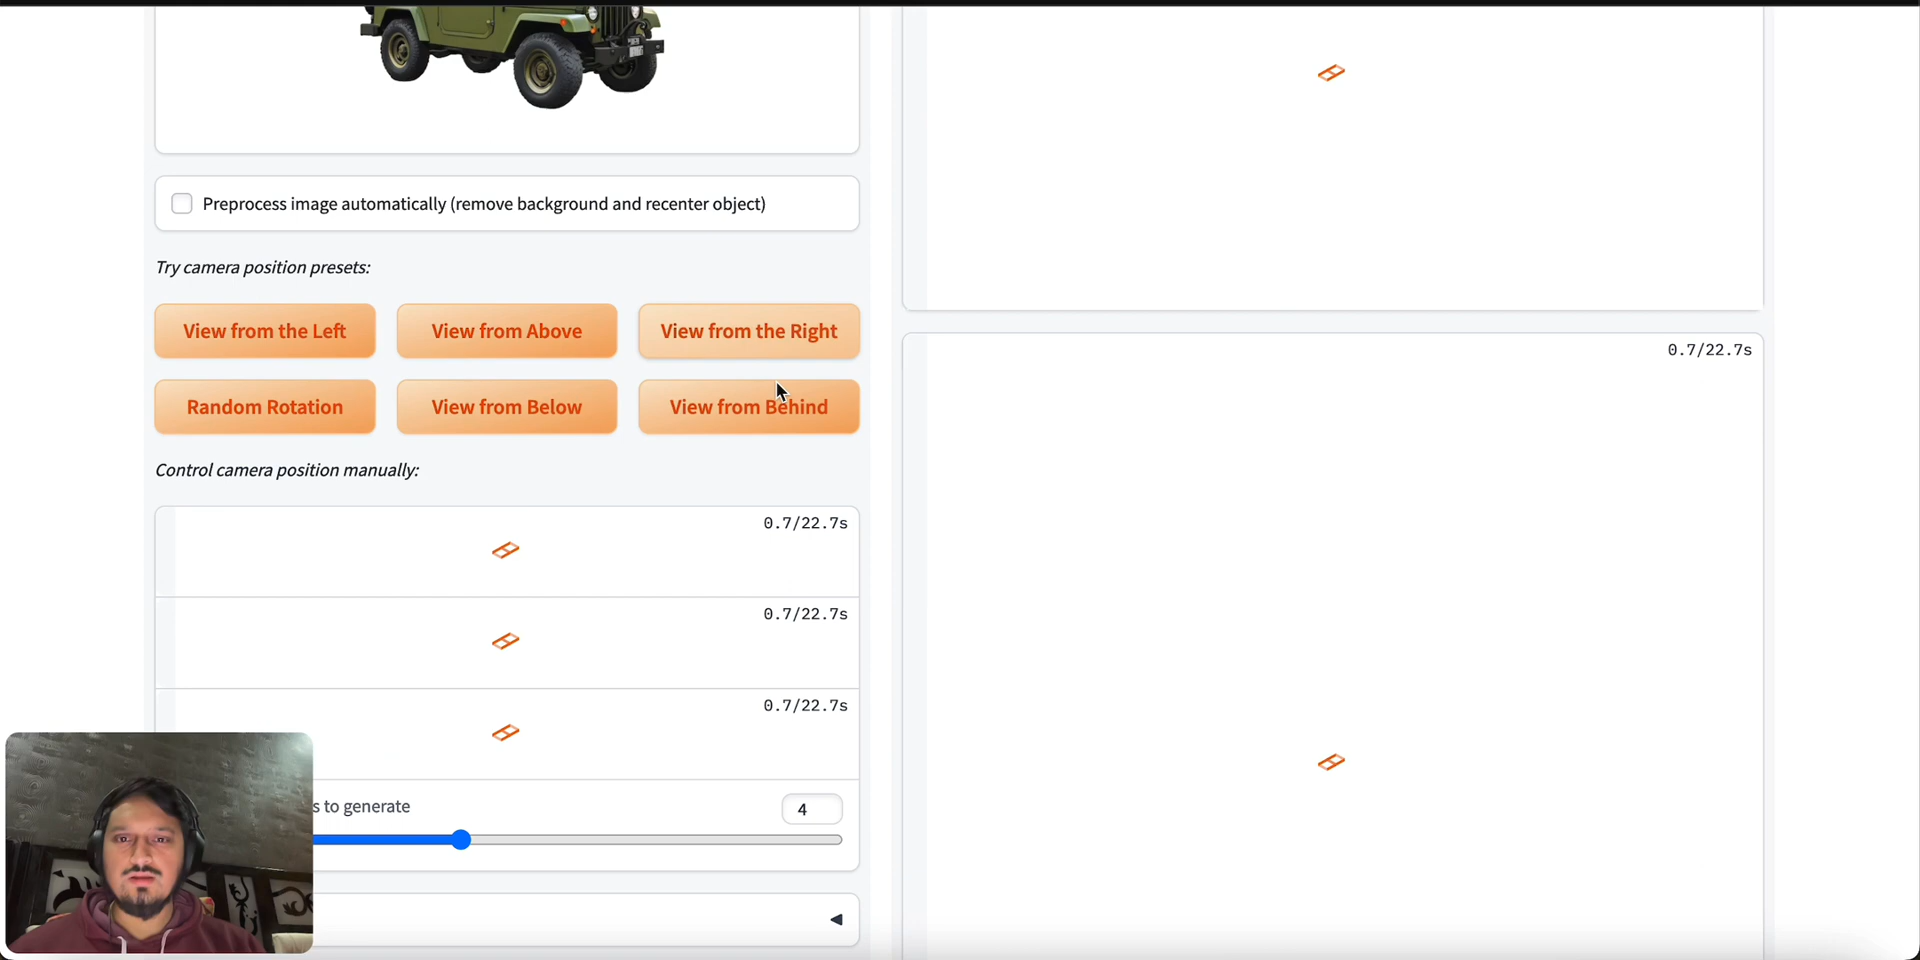 Preprocess image automatically (remove background and recenter object)
Try camera position presets:
View from the Left
View from Above
View from the Right
Random Rotation
View from Below
View from Behind
Control camera position manually:
0.7/22.7s
0.7/22.7s
0.7/22.7s
s to generate
4
0.7/22.7s